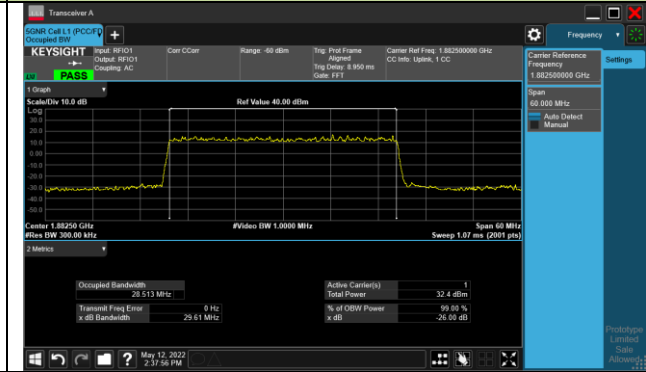 Transceiver A
5GNR Cell L1 (PCC/FD
Occupied BW
Frequency
KEYSIGHT
PASS
Input: RFIO1
Output: RFIO1
Coupling: AC
Corr CCorr
Range: -60 dBm
Trig: Prot Frame
Aligned
Trig Delay: 8.950 ms
Gate: FFT
Carrier Ref Freq: 1.882500000 GHz
CC Info: Uplink, 1 CC
Carrier Reference
Frequency
1.882500000 GHz
Settings
Span
60.000 MHz
Auto Detect
Manual
1 Graph
Scale/Div 10.0 dB
Ref Value 40.00 dBm
Log
30.0
20.0
10.0
0.00
-10.0
-20.0
-30.0
-40.0
-50.0
Center 1.88250 GHz
#Video BW 1.0000 MHz
Span 60 MHz
#Res BW 300.00 kHz
Sweep 1.07 ms (2001 pts)
2 Metrics
Occupied Bandwidth
28.513 MHz
Transmit Freq Error 0 Hz
x dB Bandwidth 29.61 MHz
Active Carrier(s) 1
Total Power 32.4 dBm
% of OBW Power 99.00 %
x dB -26.00 dB
Prototype
Limited
Sale
Allowed
May 12, 2022
2:37:56 PM